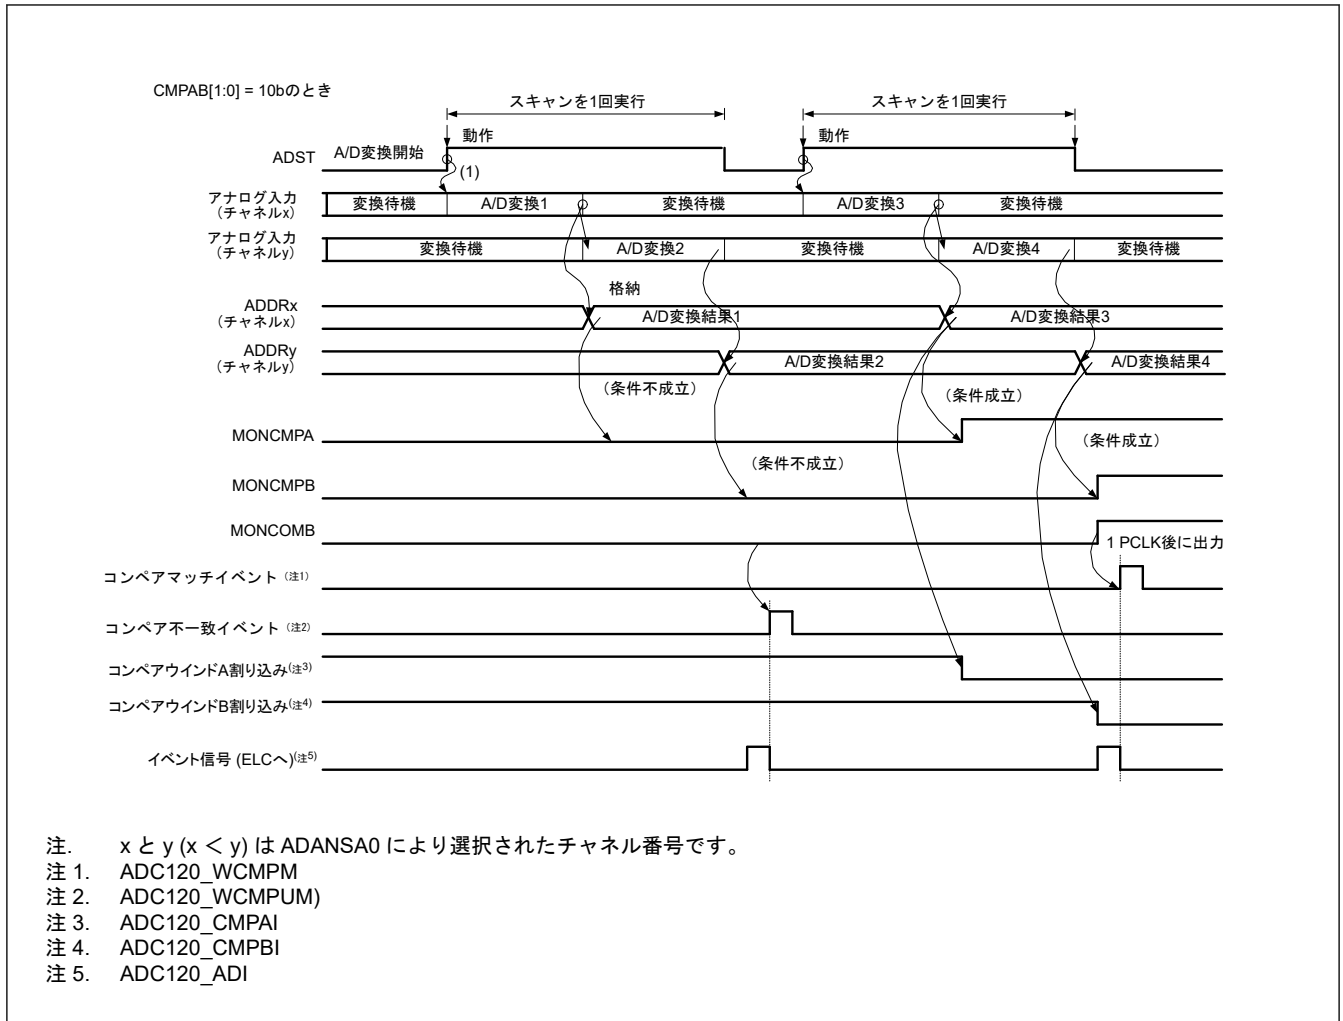 CMPAB[1:0] = 10bのとき
スキャンを1回実行
スキャンを1回実行
ADST
A/D変換開始
動作
動作
(1)
アナログ入力
（チャネルx）
変換待機
A/D変換1
変換待機
A/D変換3
変換待機
アナログ入力
（チャネルy）
変換待機
A/D変換2
変換待機
A/D変換4
変換待機
格納
ADDRx
（チャネルx）
A/D変換結果1
A/D変換結果3
ADDRy
（チャネルy）
A/D変換結果2
A/D変換結果4
（条件不成立）
（条件成立）
MONCMPA
（条件成立）
（条件不成立）
MONCMPB
MONCOMB
1 PCLK後に出力
コンペアマッチイベント（注1）
コンペア不一致イベント（注2）
コンペアウインドA割り込み(注3)
コンペアウインドB割り込み(注4)
イベント信号 (ELCへ)(注5)
注. x と y (x ＜ y) は ADANSA0 により選択されたチャネル番号です。
注 1. ADC120_WCMPM
注 2. ADC120_WCMPUM)
注 3. ADC120_CMPAI
注 4. ADC120_CMPBI
注 5. ADC120_ADI